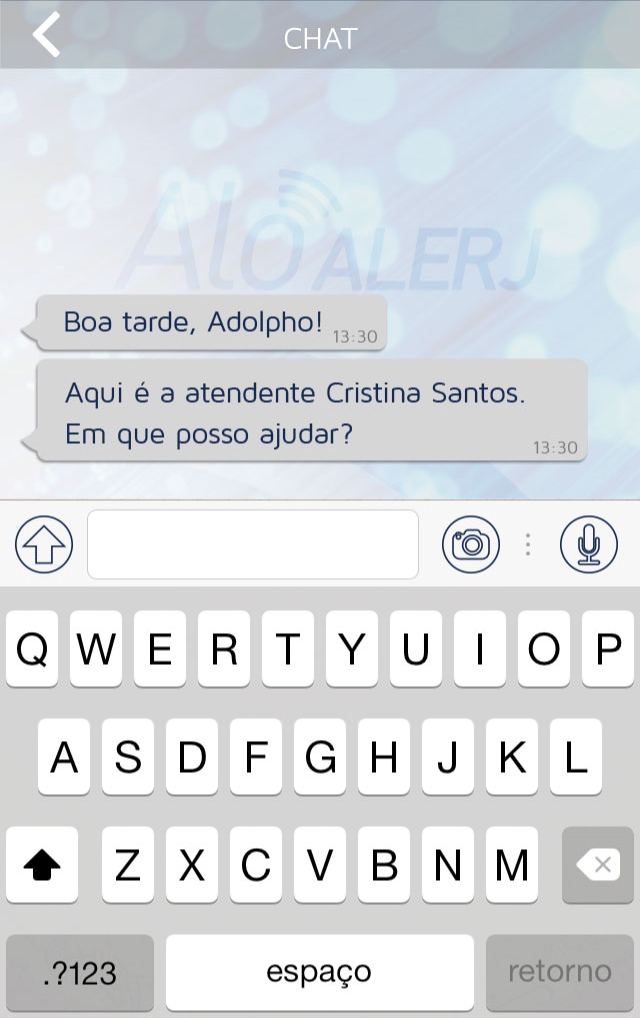 CHAT
Alô ALERJ
Boa tarde, Adolpho!
13:30
Aqui é a atendente Cristina Santos.
Em que posso ajudar?
13:30
Q W E R T Y U I O P
A S D F G H J K L
Z X C V B N M
.?123 espaço retorno